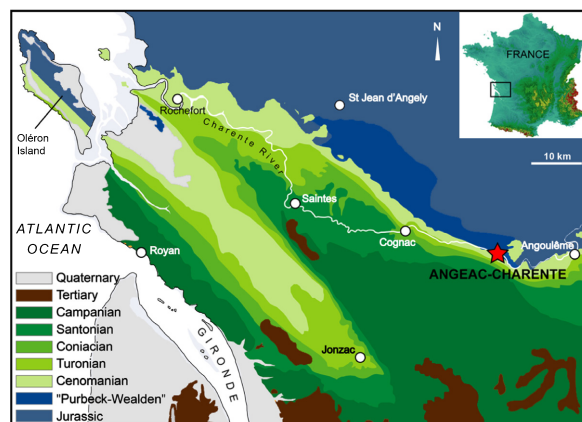 N
FRANCE
St Jean d'Angely
Rochefort
Charente River
Oléron
Island
10 km
Saintes
Cognac
Angoulême
ATLANTIC
OCEAN
Royan
ANGEAC-CHARENTE
Quaternary
Tertiary
Campanian
Santonian
Coniacian
Turonian
Cenomanian
"Purbeck-Wealden"
Jurassic
GIRONDE
Jonzac